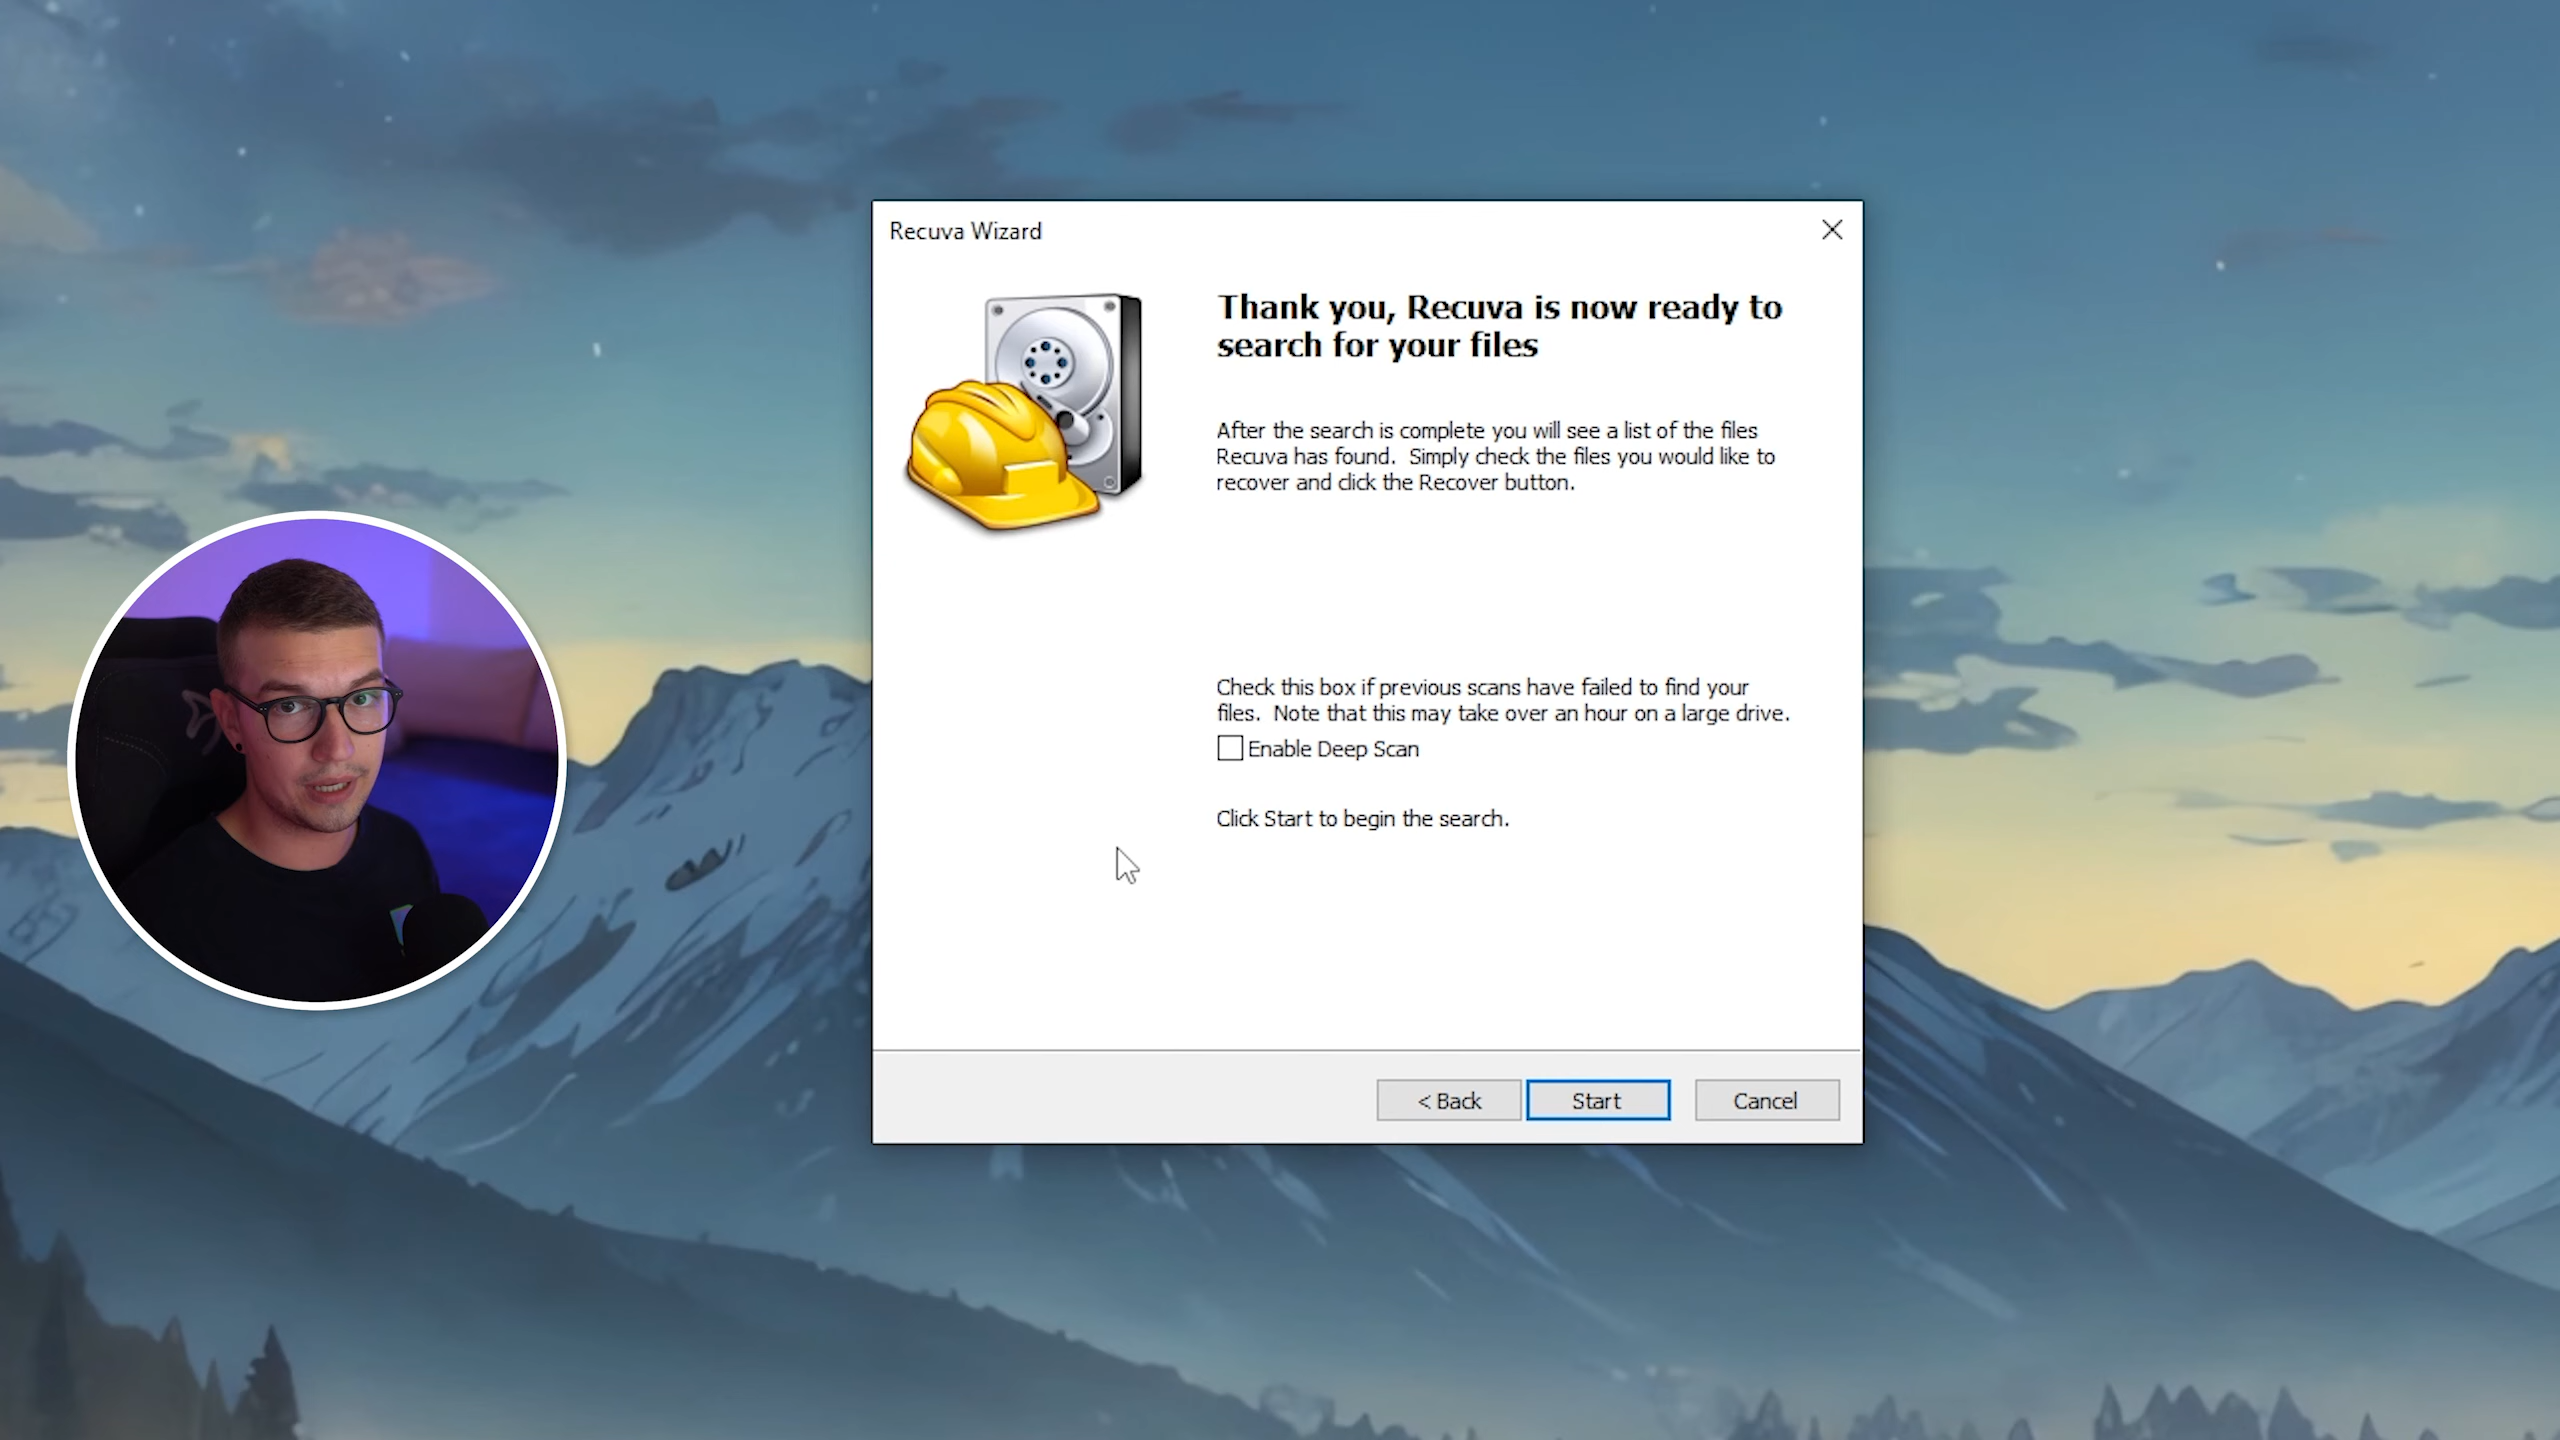 Recuva Wizard
Thank you, Recuva is now ready to
search for your files
After the search is complete you will see a list of the files
Recuva has found.  Simply check the files you would like to
recover and click the Recover button.
Check this box if previous scans have failed to find your
files.  Note that this may take over an hour on a large drive.
Enable Deep Scan
Click Start to begin the search.
< Back
Start
Cancel